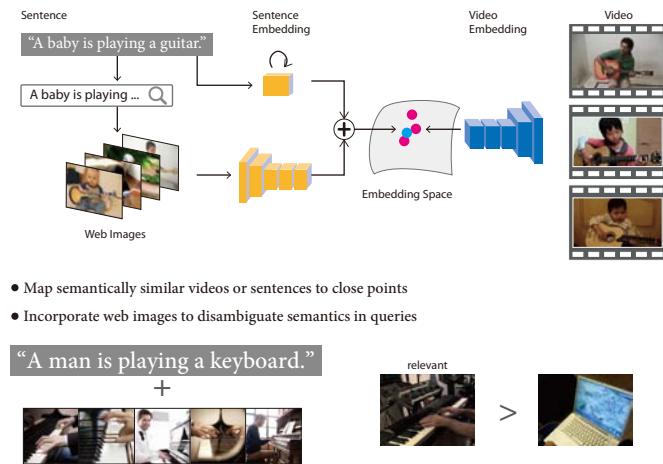 Sentence
Sentence
Embedding
Video
Embedding
Video
“A baby is playing a guitar.”
A baby is playing ...
+
Embedding Space
Web Images
● Map semantically similar videos or sentences to close points
● Incorporate web images to disambiguate semantics in queries
“A man is playing a keyboard.”
+
relevant
>